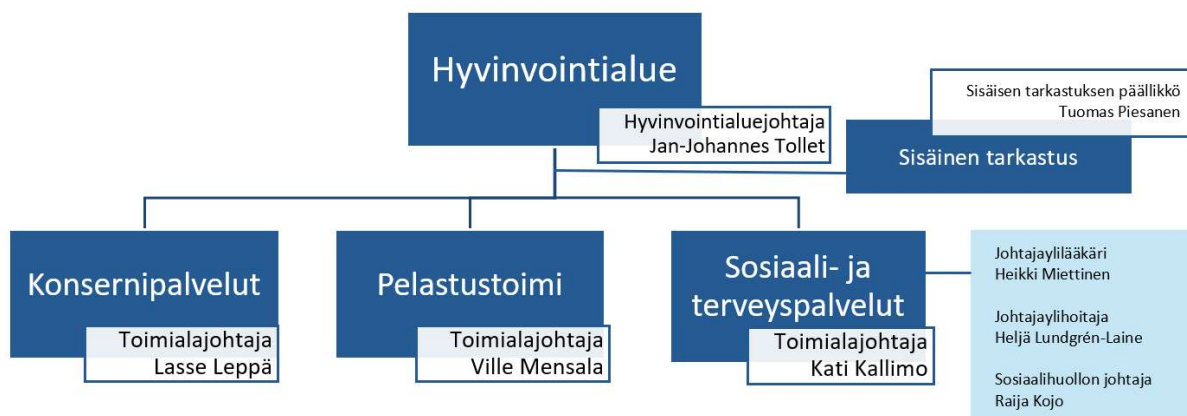 Hyvinvointialue
Hyvinvointialuejohtaja
Jan-Johannes Tollet
Sisäisen tarkastuksen päällikkö
Tuomas Piesanen
Sisäinen tarkastus
Konsernipalvelut
Toimialajohtaja
Lasse Leppä
Pelastustoimi
Toimialajohtaja
Ville Mensala
Sosiaali- ja
terveyspalvelut
Toimialajohtaja
Kati Kallimo
Johtajaylilääkäri
Heikki Miettinen
Johtajaylihoitaja
Heljä Lundgrén-Laine
Sosiaalihuollon johtaja
Raija Kojo